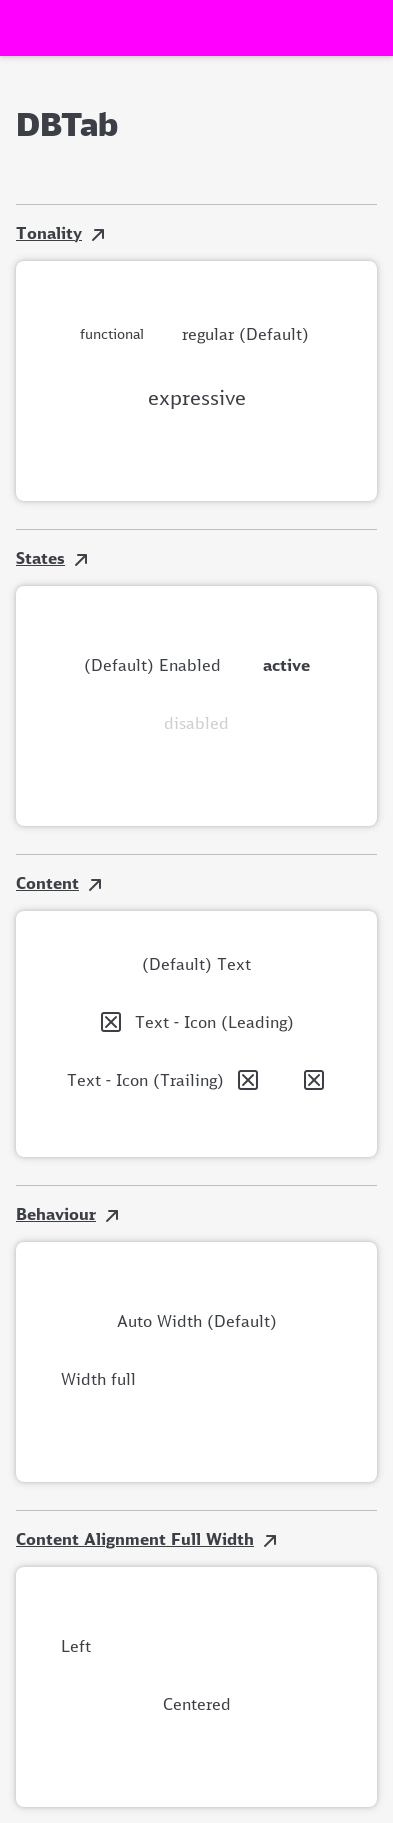 DBTab
Tonality
functional regular (Default)
expressive
States
(Default) Enabled active
disabled
Content
(Default) Text
Text - Icon (Leading)
Text - Icon (Trailing)
Behaviour
Auto Width (Default)
Width full
Content Alignment Full Width
Left
Centered